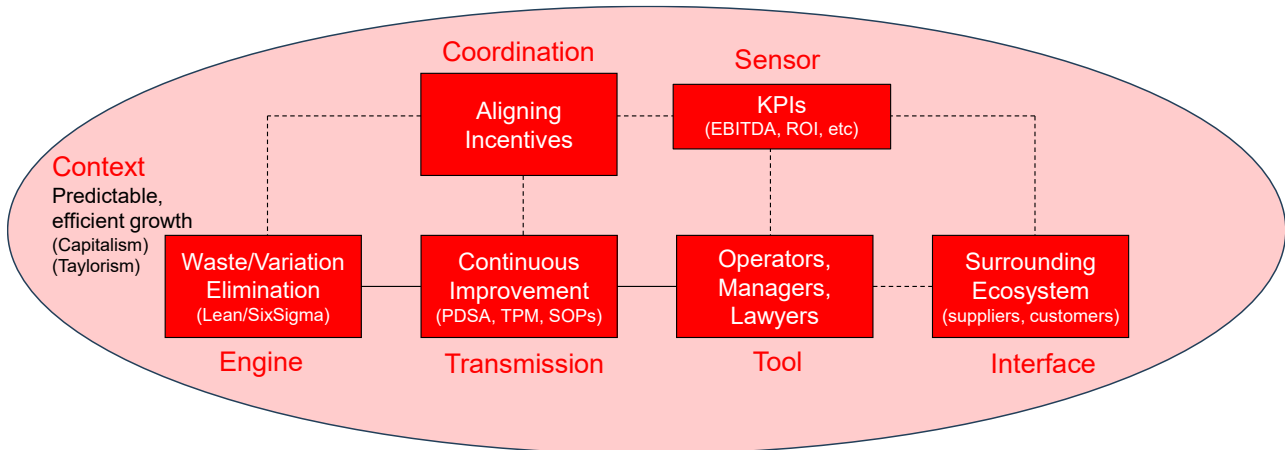 Coordination
Sensor
Aligning
Incentives
KPIs
(EBITDA, ROI, etc)
Context
Predictable,
efficient growth
(Capitalism)
(Taylorism)
Waste/Variation
Elimination
(Lean/SixSigma)
Continuous
Improvement
(PDSA, TPM, SOPs)
Operators,
Managers,
Lawyers
Surrounding
Ecosystem
(suppliers, customers)
Engine
Transmission
Tool
Interface